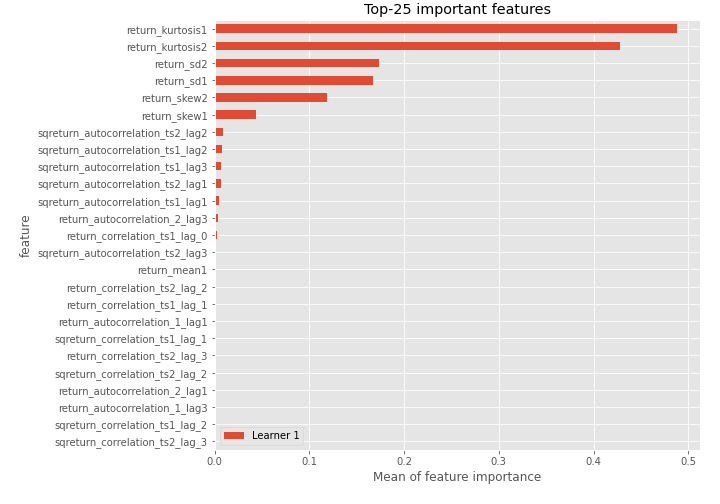 Top-25 important features
return_kurtosis1
return_kurtosis2
return_sd2
return_sd1
return_skew2
return_skew1
sqreturn_autocorrelation_ts2_lag2
sqreturn_autocorrelation_ts1_lag2
sqreturn_autocorrelation_ts1_lag3
sqreturn_autocorrelation_ts2_lag1
sqreturn_autocorrelation_ts1_lag1
return_autocorrelation_2_lag3
return_correlation_ts1_lag_0
sqreturn_autocorrelation_ts2_lag3
return_mean1
return_correlation_ts2_lag_2
return_correlation_ts1_lag_1
return_autocorrelation_1_lag1
sqreturn_correlation_ts1_lag_1
return_correlation_ts2_lag_3
sqreturn_correlation_ts2_lag_2
return_autocorrelation_2_lag1
return_autocorrelation_1_lag3
sqreturn_correlation_ts1_lag_2
sqreturn_correlation_ts2_lag_3
feature
Learner 1
0.0 0.1 0.2 0.3 0.4 0.5
Mean of feature importance